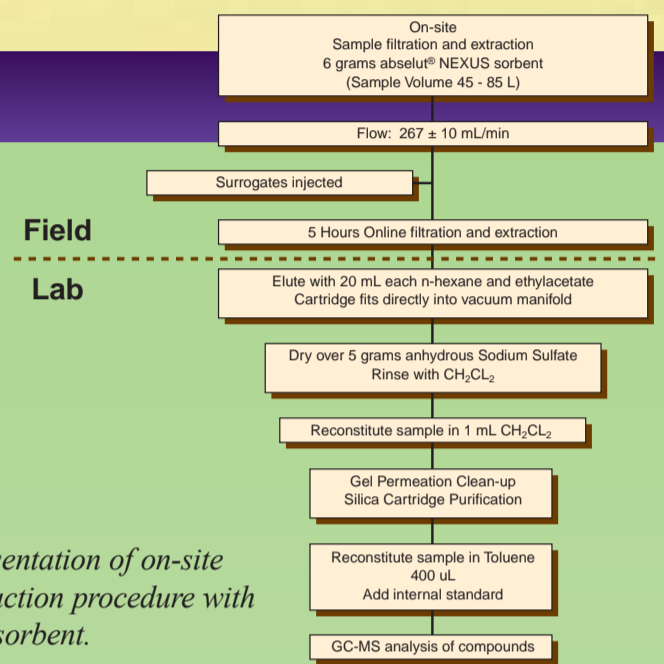 On-site
Sample filtration and extraction
6 grams abselut® NEXUS sorbent
(Sample Volume 45 - 85 L)
Flow: 267 ± 10 mL/min
Surrogates injected
Field
5 Hours Online filtration and extraction
Lab
Elute with 20 mL each n-hexane and ethylacetate
Cartridge fits directly into vacuum manifold
Dry over 5 grams anhydrous Sodium Sulfate
Rinse with CH₂CL₂
Reconstitute sample in 1 mL CH₂CL₂
Gel Permeation Clean-up
Silica Cartridge Purification
Reconstitute sample in Toluene
400 uL
Add internal standard
GC-MS analysis of compounds
entation of on-site
ction procedure with
sorbent.